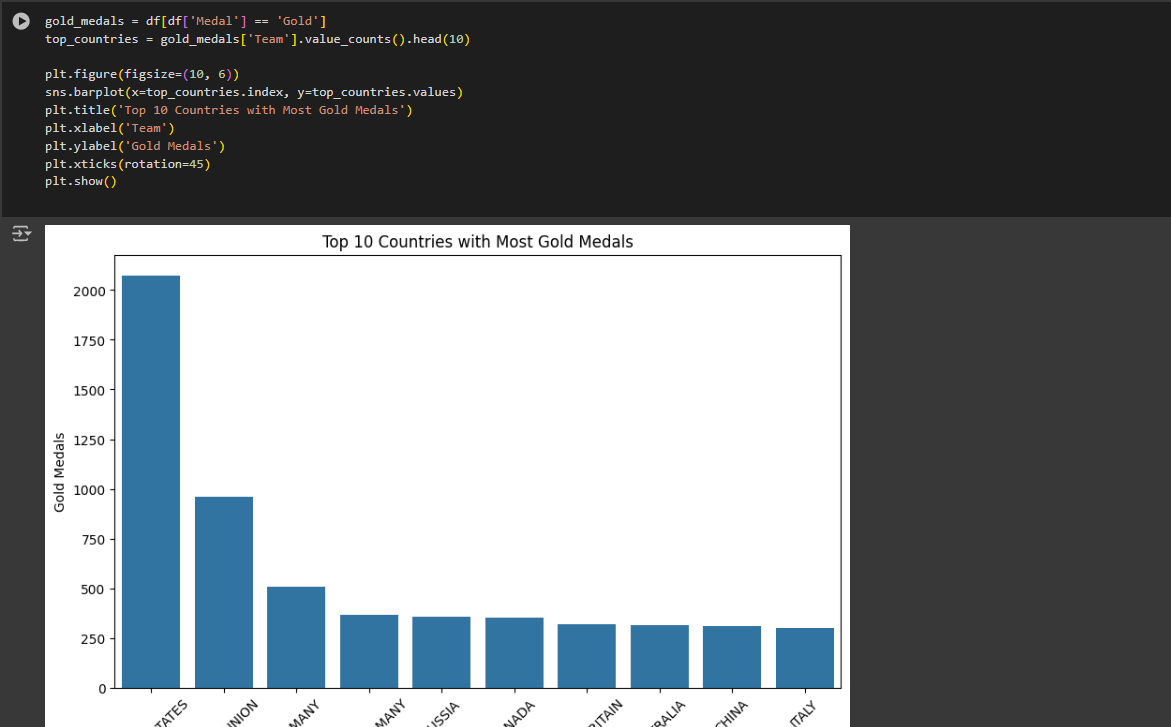 gold_medals = df[df['Medal'] == 'Gold']
top_countries = gold_medals['Team'].value_counts().head(10)
plt.figure(figsize=(10, 6))
sns.barplot(x=top_countries.index, y=top_countries.values)
plt.title('Top 10 Countries with Most Gold Medals')
plt.xlabel('Team')
plt.ylabel('Gold Medals')
plt.xticks(rotation=45)
plt.show()
Top 10 Countries with Most Gold Medals
Gold Medals
2000
1750
1500
1250
1000
750
500
250
0
TATES
NION
MANY
MANY
SSIA
NADA
RITAIN
RALIA
CHINA
ITALY